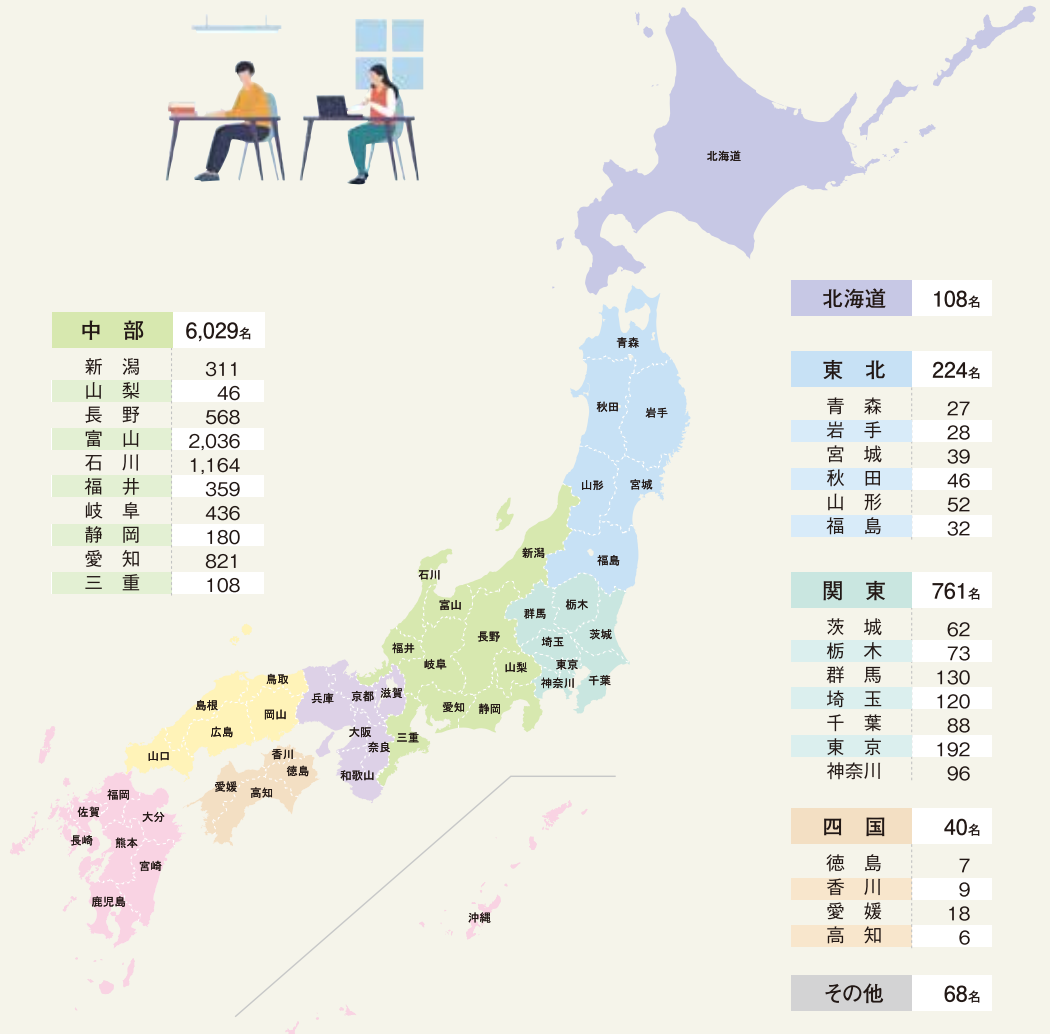 北海道
青森
秋田
岩手
山形
宮城
新潟
福島
石川
富山
群馬
栃木
長野
埼玉
茨城
福井
岐阜
山梨
東京
千葉
神奈川
愛知
静岡
鳥取
兵庫
京都
滋賀
島根
岡山
広島
大阪
奈良
三重
山口
香川
徳島
和歌山
愛媛
高知
福岡
佐賀
大分
長崎
熊本
宮崎
鹿児島
沖縄
中 部 6,029名
新 潟 311
山 梨 46
長 野 568
富 山 2,036
石 川 1,164
福 井 359
岐 阜 436
静 岡 180
愛 知 821
三 重 108
北海道 108名
東 北 224名
青 森 27
岩 手 28
宮 城 39
秋 田 46
山 形 52
福 島 32
関 東 761名
茨 城 62
栃 木 73
群 馬 130
埼 玉 120
千 葉 88
東 京 192
神奈川 96
四 国 40名
徳 島 7
香 川 9
愛 媛 18
高 知 6
その他 68名